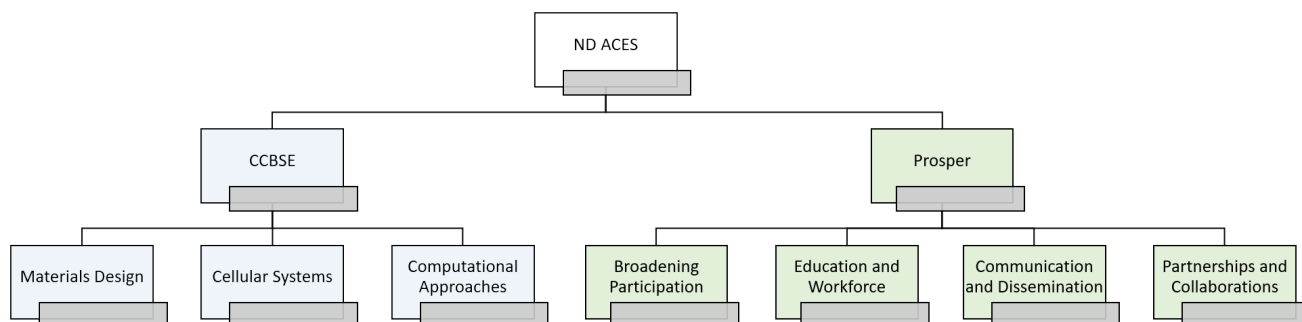 ND ACES
CCBSE
Prosper
Materials Design
Cellular Systems
Computational
Approaches
Broadening
Participation
Education and
Workforce
Communication
and Dissemination
Partnerships and
Collaborations